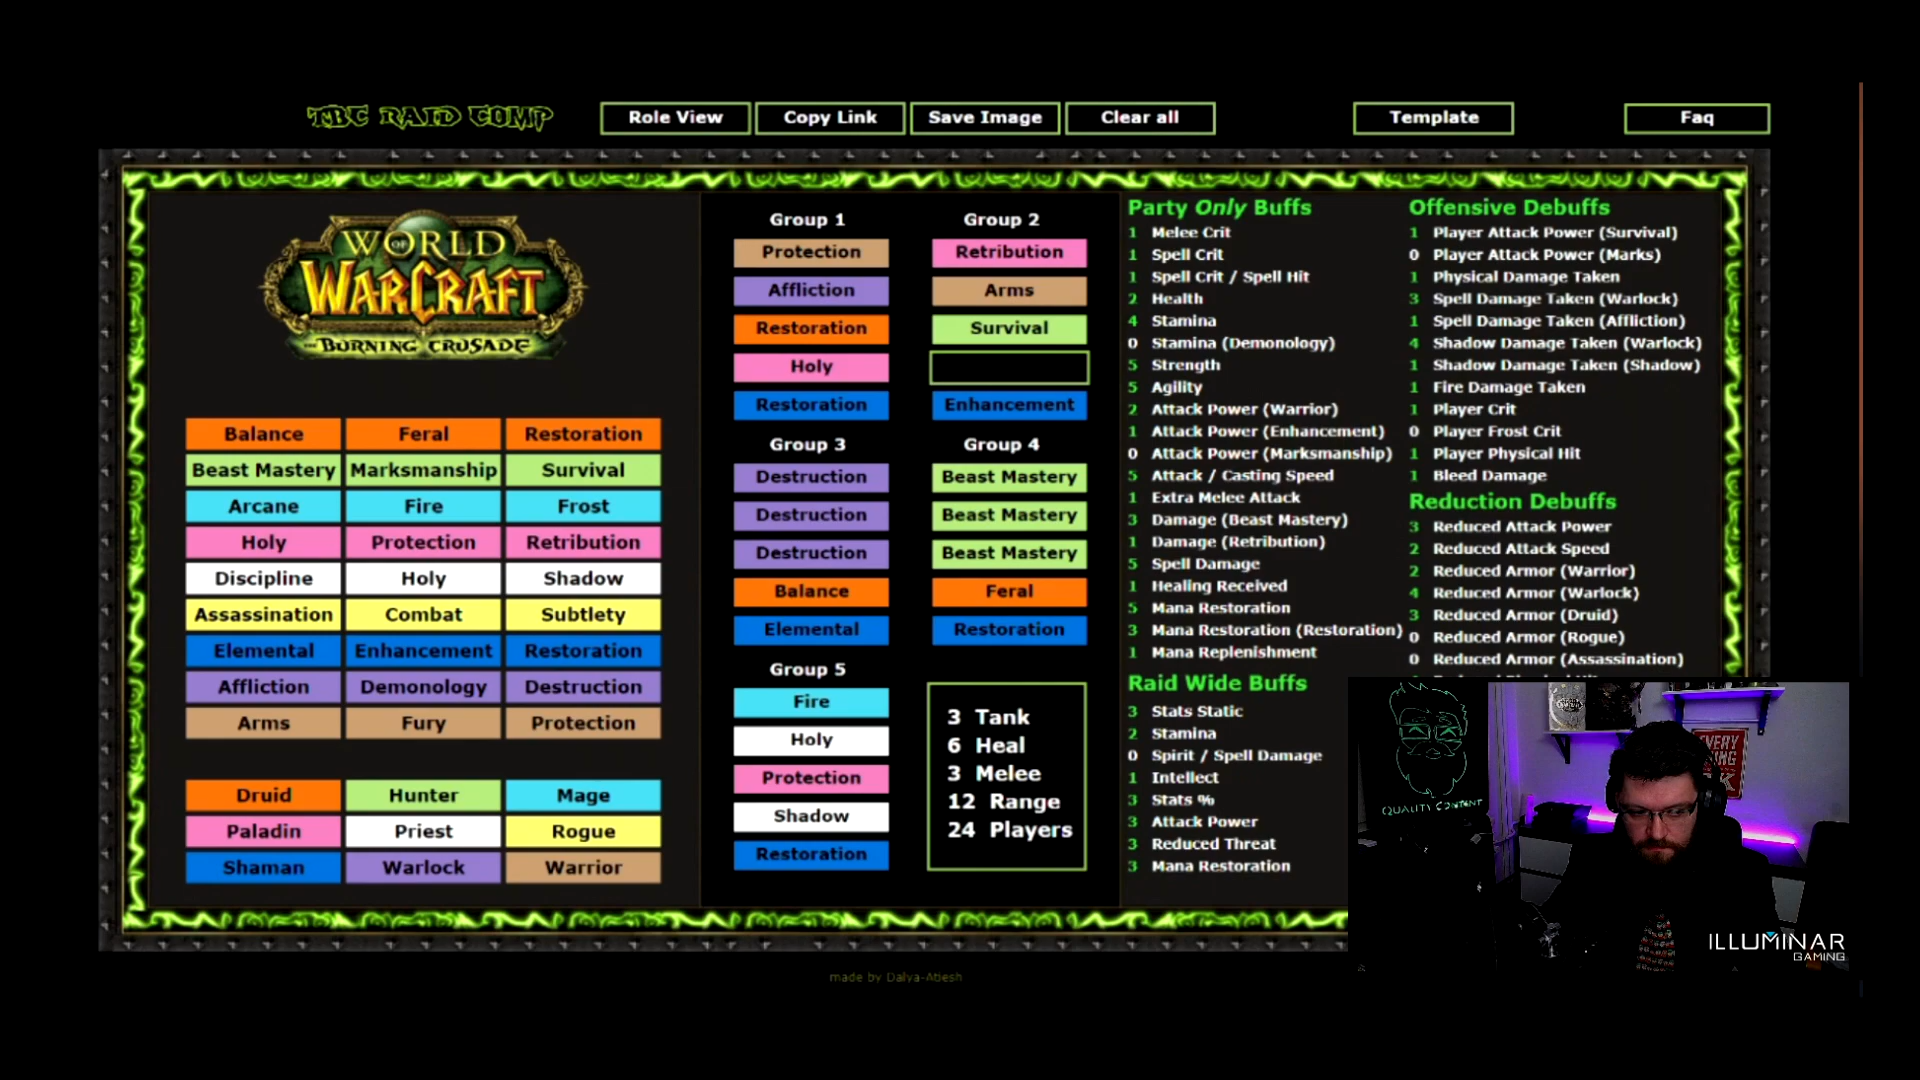 TBC RAID COMP
Role View
Copy Link
Save Image
Clear all
Template
Faq
WORLD
OF
WARCRAFT
THE BURNING CRUSADE
Balance Feral Restoration
Beast Mastery Marksmanship Survival
Arcane Fire Frost
Holy Protection Retribution
Discipline Holy Shadow
Assassination Combat Subtlety
Elemental Enhancement Restoration
Affliction Demonology Destruction
Arms Fury Protection
Druid Hunter Mage
Paladin Priest Rogue
Shaman Warlock Warrior
Group 1
Protection
Affliction
Restoration
Holy
Restoration
Group 2
Retribution
Arms
Survival
Enhancement
Group 3
Destruction
Destruction
Destruction
Balance
Elemental
Group 4
Beast Mastery
Beast Mastery
Beast Mastery
Feral
Restoration
Group 5
Fire
Holy
Protection
Shadow
Restoration
3 Tank
6 Heal
3 Melee
12 Range
24 Players
Party Only Buffs
1 Melee Crit
1 Spell Crit
1 Spell Crit / Spell Hit
2 Health
4 Stamina
0 Stamina (Demonology)
5 Strength
5 Agility
2 Attack Power (Warrior)
1 Attack Power (Enhancement)
0 Attack Power (Marksmanship)
5 Attack / Casting Speed
1 Extra Melee Attack
3 Damage (Beast Mastery)
1 Damage (Retribution)
5 Spell Damage
1 Healing Received
5 Mana Restoration
3 Mana Restoration (Restoration)
1 Mana Replenishment
Raid Wide Buffs
3 Stats Static
2 Stamina
0 Spirit / Spell Damage
1 Intellect
3 Stats %
3 Attack Power
3 Reduced Threat
3 Mana Restoration
Offensive Debuffs
1 Player Attack Power (Survival)
0 Player Attack Power (Marks)
1 Physical Damage Taken
3 Spell Damage Taken (Warlock)
1 Spell Damage Taken (Affliction)
4 Shadow Damage Taken (Warlock)
1 Shadow Damage Taken (Shadow)
1 Fire Damage Taken
1 Player Crit
0 Player Frost Crit
1 Player Physical Hit
1 Bleed Damage
Reduction Debuffs
3 Reduced Attack Power
2 Reduced Attack Speed
2 Reduced Armor (Warrior)
4 Reduced Armor (Warlock)
3 Reduced Armor (Druid)
0 Reduced Armor (Rogue)
0 Reduced Armor (Assassination)
QUALITY CONTENT
ILLUMINAR
GAMING
made by Dalya-Atiesh